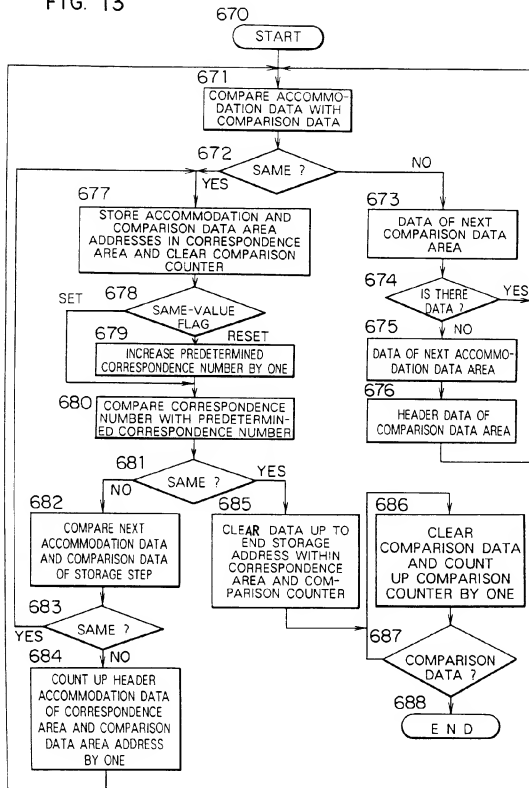 FIG. 13
670
START
671
COMPARE ACCOMMO-
DATION DATA WITH
COMPARISON DATA
672
SAME ?
YES
NO
677
STORE ACCOMMODATION AND
COMPARISON DATA AREA
ADDRESSES IN CORRESPONDENCE
AREA AND CLEAR COMPARISON
COUNTER
673
DATA OF NEXT
COMPARISON DATA
AREA
674
IS THERE
DATA ?
YES
NO
675
DATA OF NEXT ACCOMMO-
DATION DATA AREA
676
HEADER DATA OF
COMPARISON DATA AREA
678
SET
SAME-VALUE
FLAG
RESET
679
INCREASE PREDETERMINED
CORRESPONDENCE NUMBER BY ONE
680
COMPARE CORRESPONDENCE
NUMBER WITH PREDETERMIN-
ED CORRESPONDENCE NUMBER
681
SAME ?
YES
NO
682
COMPARE NEXT
ACCOMMODATION DATA
AND COMPARISON DATA
OF STORAGE STEP
683
SAME ?
YES
NO
684
COUNT UP HEADER
ACCOMMODATION DATA
OF CORRESPONDENCE
AREA AND COMPARISON
DATA AREA ADDRESS
BY ONE
685
CLEAR DATA UP TO
END STORAGE
ADDRESS WITHIN
CORRESPONDENCE
AREA AND COM-
PARISON COUNTER
686
CLEAR
COMPARISON DATA
AND COUNT
UP COMPARISON
COUNTER BY ONE
687
COMPARISON
DATA ?
688
END